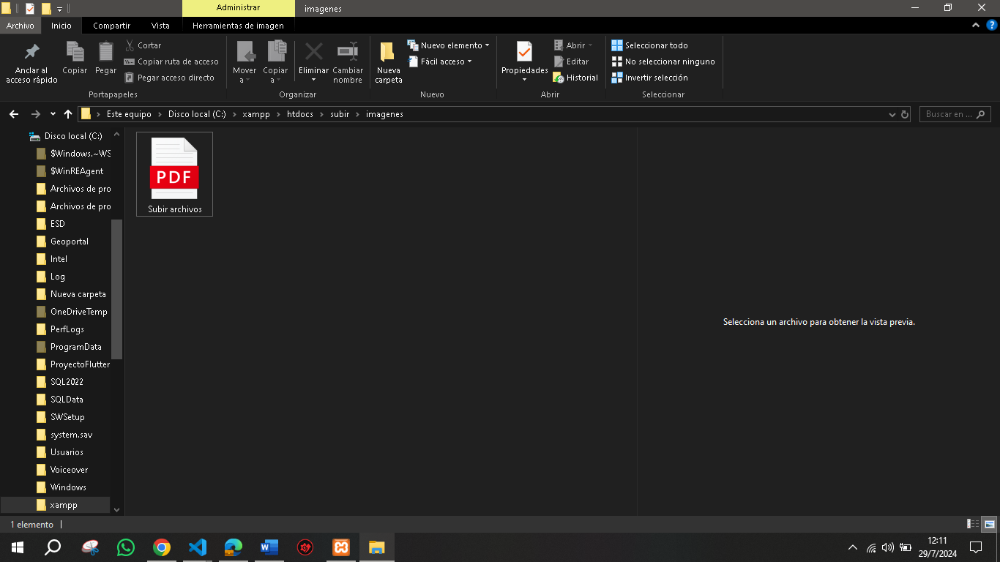 Administrar imagenes
Archivo Inicio Compartir Vista Herramientas de imagen
Anclar al acceso rápido
Copiar
Pegar
Cortar
Copiar ruta de acceso
Pegar acceso directo
Portapapeles
Mover a
Copiar a
Eliminar
Cambiar nombre
Organizar
Nueva carpeta
Nuevo elemento
Fácil acceso
Nuevo
Propiedades
Abrir
Editar
Historial
Abrir
Seleccionar todo
No seleccionar ninguno
Invertir selección
Seleccionar
Este equipo > Disco local (C:) > xampp > htdocs > subir > imagenes
Buscar en ...
Disco local (C:)
$Windows.~WS
$WinREAgent
Archivos de pro
Archivos de pro
ESD
Geoportal
Intel
Log
Nueva carpeta
OneDriveTemp
PerfLogs
ProgramData
ProyectoFlutter
SQL2022
SQLData
SWSetup
system.sav
Usuarios
Voiceover
Windows
xampp
PDF
Subir archivos
Selecciona un archivo para obtener la vista previa.
1 elemento
12:11
29/7/2024